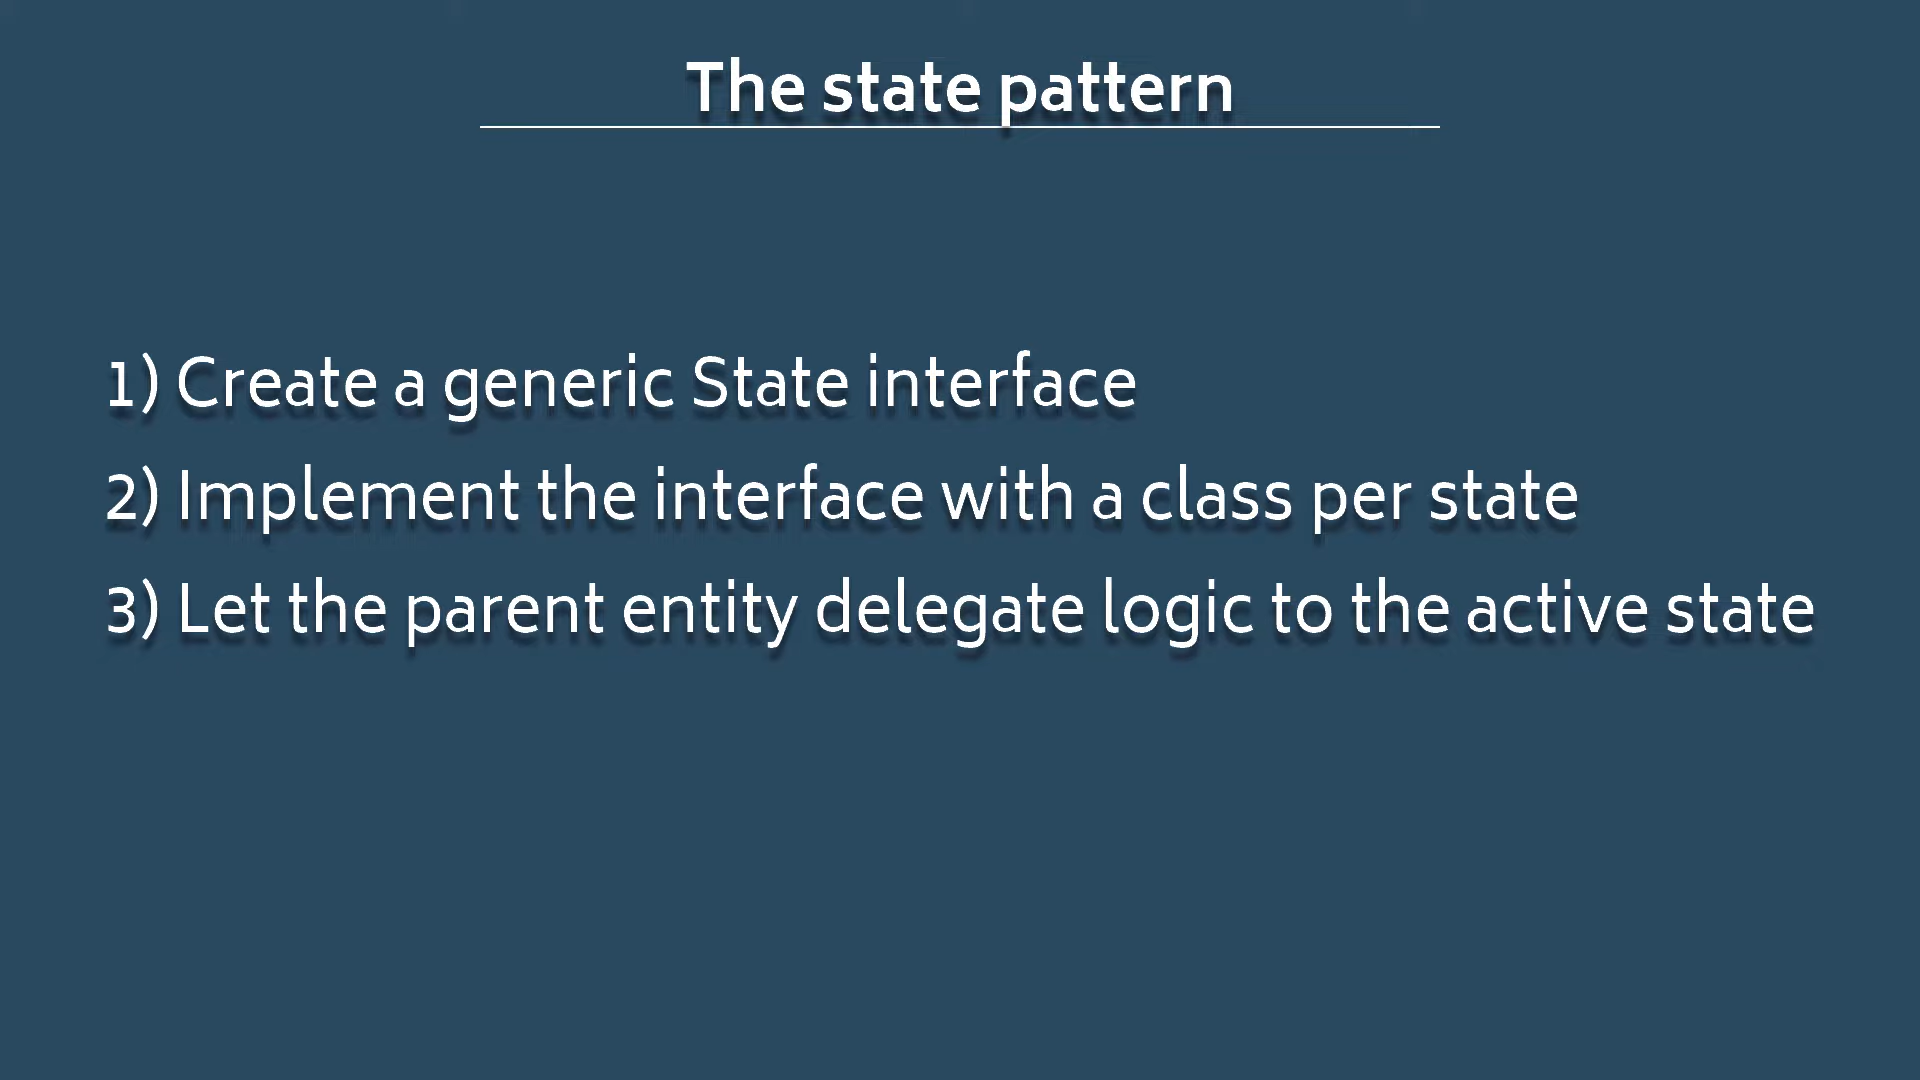 The state pattern
1) Create a generic State interface
2) Implement the interface with a class per state
3) Let the parent entity delegate logic to the active state